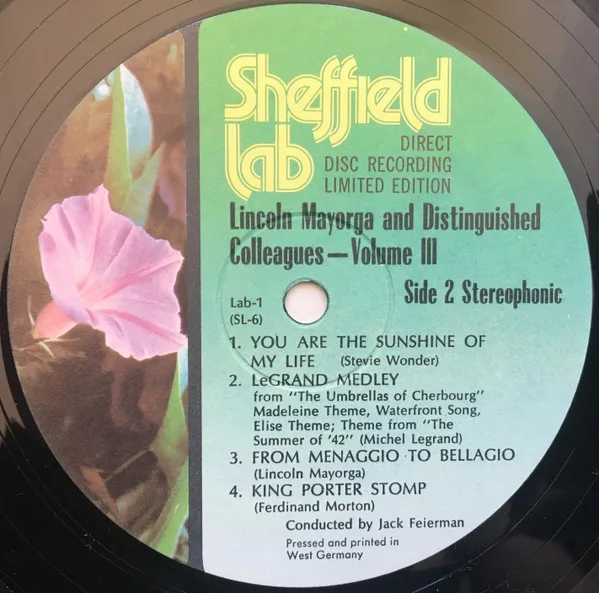 Sheffield
Lab
DIRECT
DISC RECORDING
LIMITED EDITION
Lincoln Mayorga and Distinguished
Colleagues—Volume III
Side 2 Stereophonic
Lab-1
(SL-6)
1. YOU ARE THE SUNSHINE OF
MY LIFE (Stevie Wonder)
2. LeGRAND MEDLEY
from "The Umbrellas of Cherbourg"
Madeleine Theme, Waterfront Song,
Elise Theme; Theme from "The
Summer of '42" (Michel Legrand)
3. FROM MENAGGIO TO BELLAGIO
(Lincoln Mayorga)
4. KING PORTER STOMP
(Ferdinand Morton)
Conducted by Jack Feierman
Pressed and printed in
West Germany